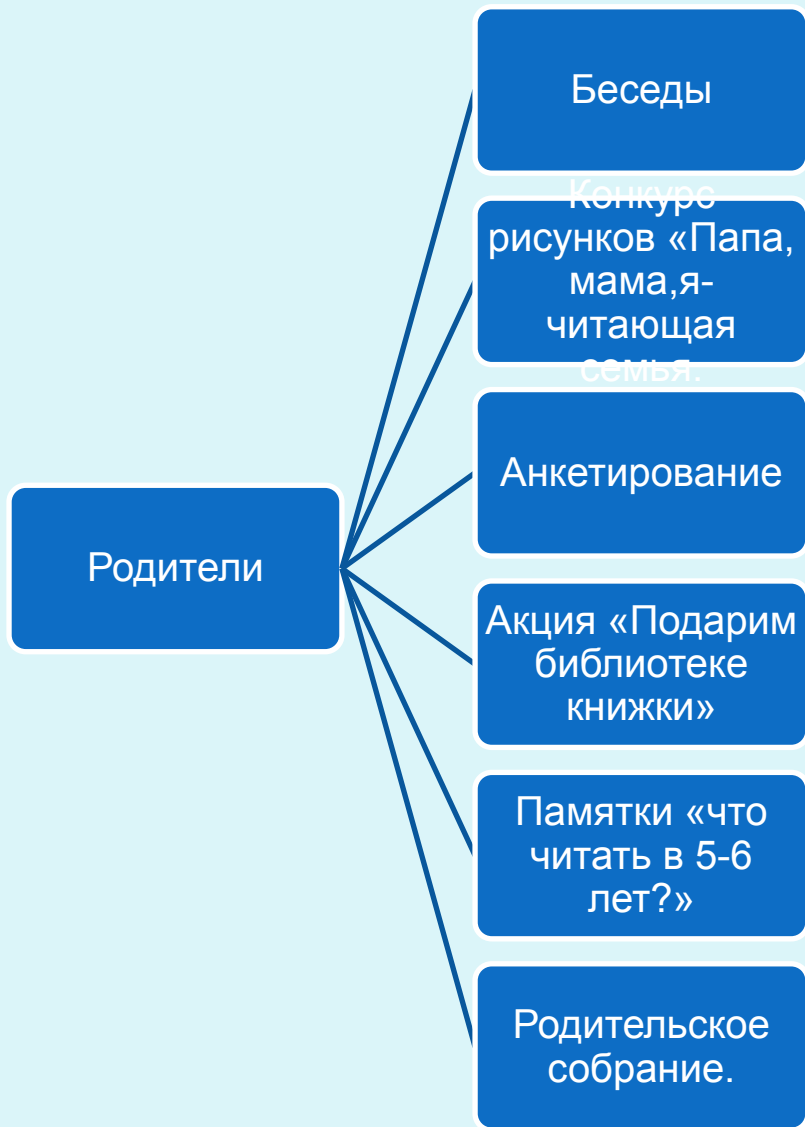 Беседы
Конкурс
рисунков «Папа,
мама,я-
читающая
семья.
Анкетирование
Родители
Акция «Подарим
библиотеке
книжки»
Памятки «что
читать в 5-6
лет?»
Родительское
собрание.